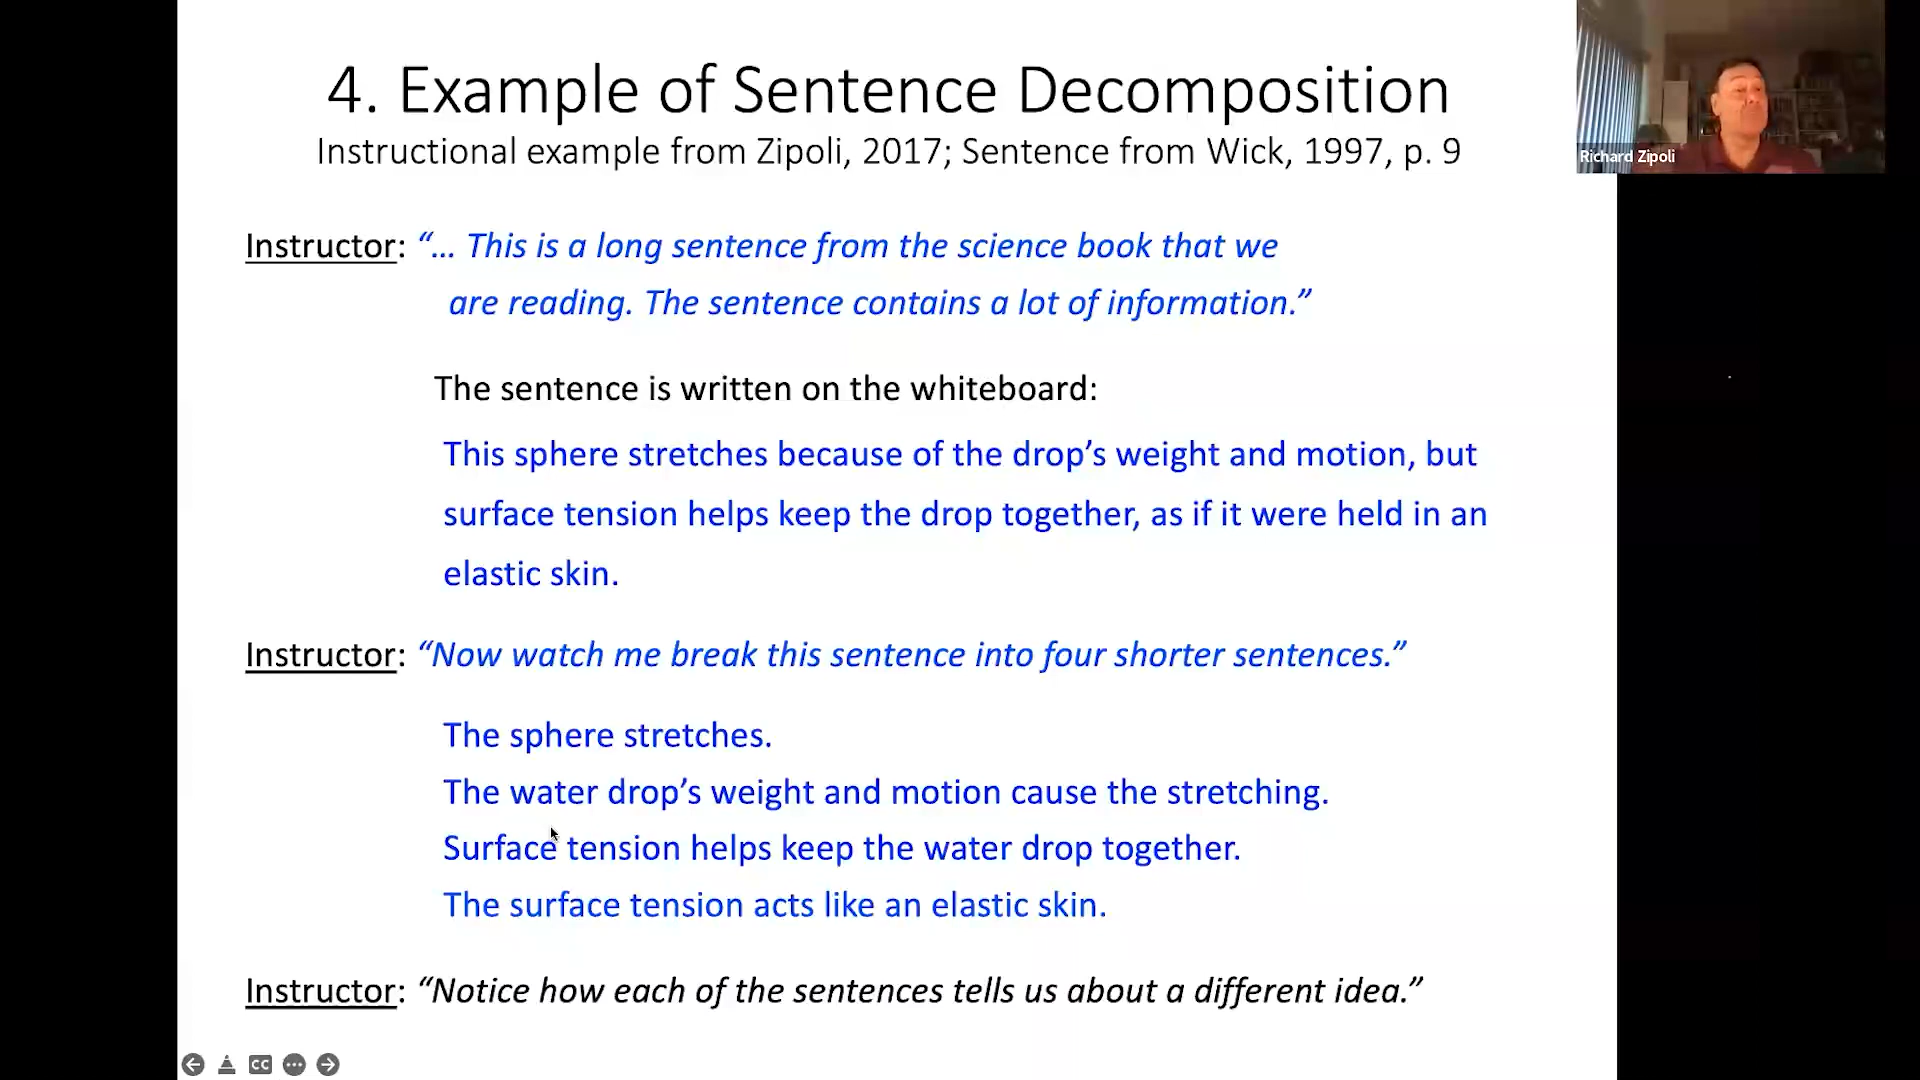 4. Example of Sentence Decomposition
Instructional example from Zipoli, 2017; Sentence from Wick, 1997, p. 9
Richard Zipoli
Instructor: “... This is a long sentence from the science book that we
are reading. The sentence contains a lot of information.”
The sentence is written on the whiteboard:
This sphere stretches because of the drop’s weight and motion, but
surface tension helps keep the drop together, as if it were held in an
elastic skin.
Instructor: “Now watch me break this sentence into four shorter sentences.”
The sphere stretches.
The water drop’s weight and motion cause the stretching.
Surface tension helps keep the water drop together.
The surface tension acts like an elastic skin.
Instructor: “Notice how each of the sentences tells us about a different idea.”
CC